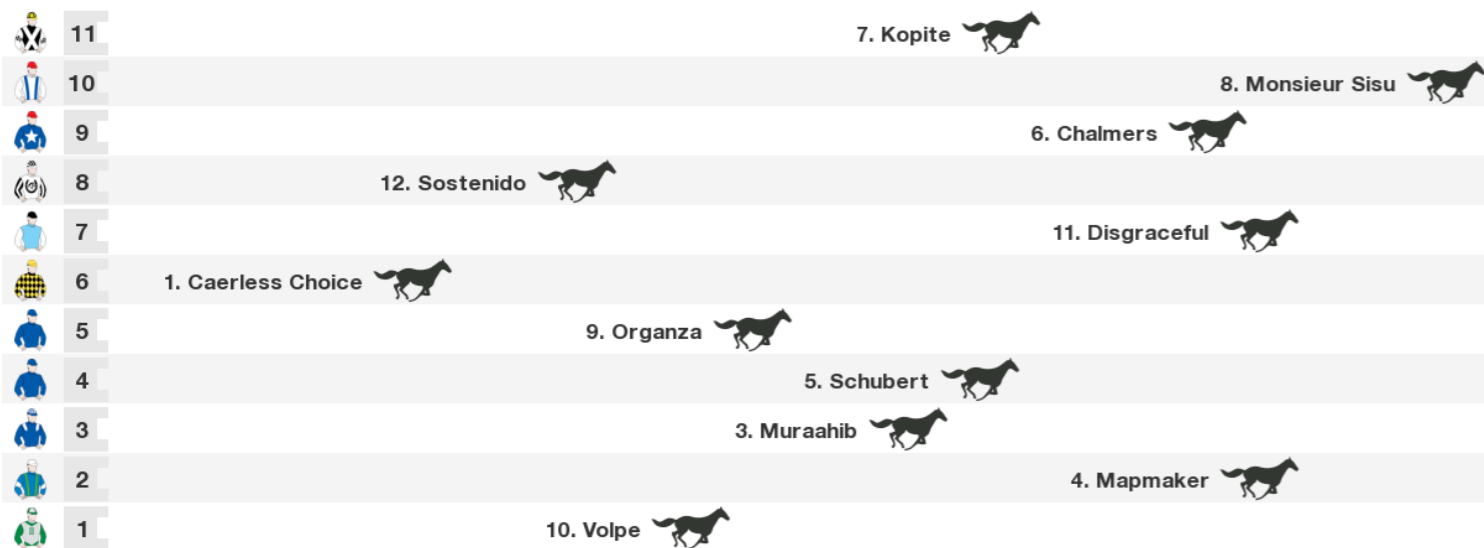 11 7. Kopite
10 8. Monsieur Sisu
9 6. Chalmers
8 12. Sostenido
7 11. Disgraceful
6 1. Caerless Choice
5 9. Organza
4 5. Schubert
3 3. Muraahib
2 4. Mapmaker
1 10. Volpe